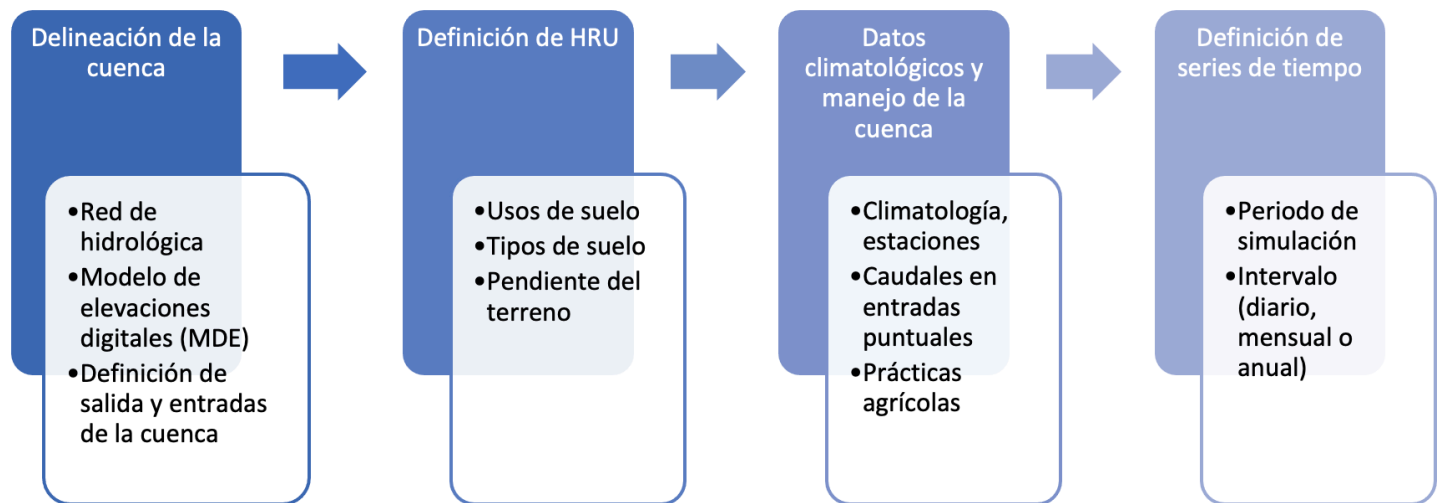 Delineación de la
cuenca
•Red de
hidrológica
•Modelo de
elevaciones
digitales (MDE)
•Definición de
salida y entradas
de la cuenca
Definición de HRU
•Usos de suelo
•Tipos de suelo
•Pendiente del
terreno
Datos
climatológicos y
manejo de la
cuenca
•Climatología,
estaciones
•Caudales en
entradas
puntuales
•Prácticas
agrícolas
Definición de
series de tiempo
•Periodo de
simulación
•Intervalo
(diario,
mensual o
anual)